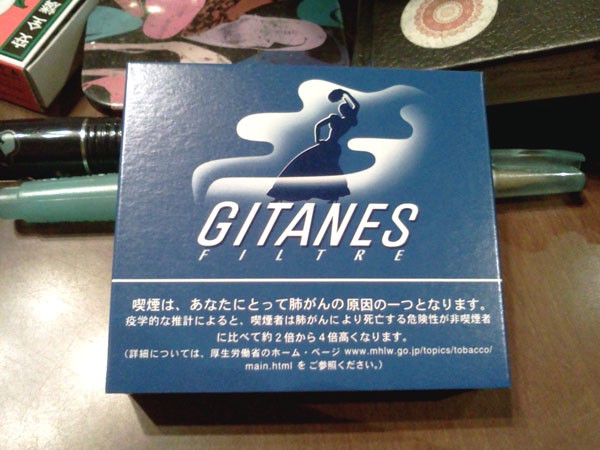 安全燐
GITANES
FILTRE
喫煙は、あなたにとって肺がんの原因の一つとなります。
疫学的な推計によると、喫煙者は肺がんにより死亡する危険性が非喫煙者
に比べて約2倍から4倍高くなります。
(詳細については、厚生労働省のホーム・ページ www.mhlw.go.jp/topics/tobacco/
main.html をご参照ください。)